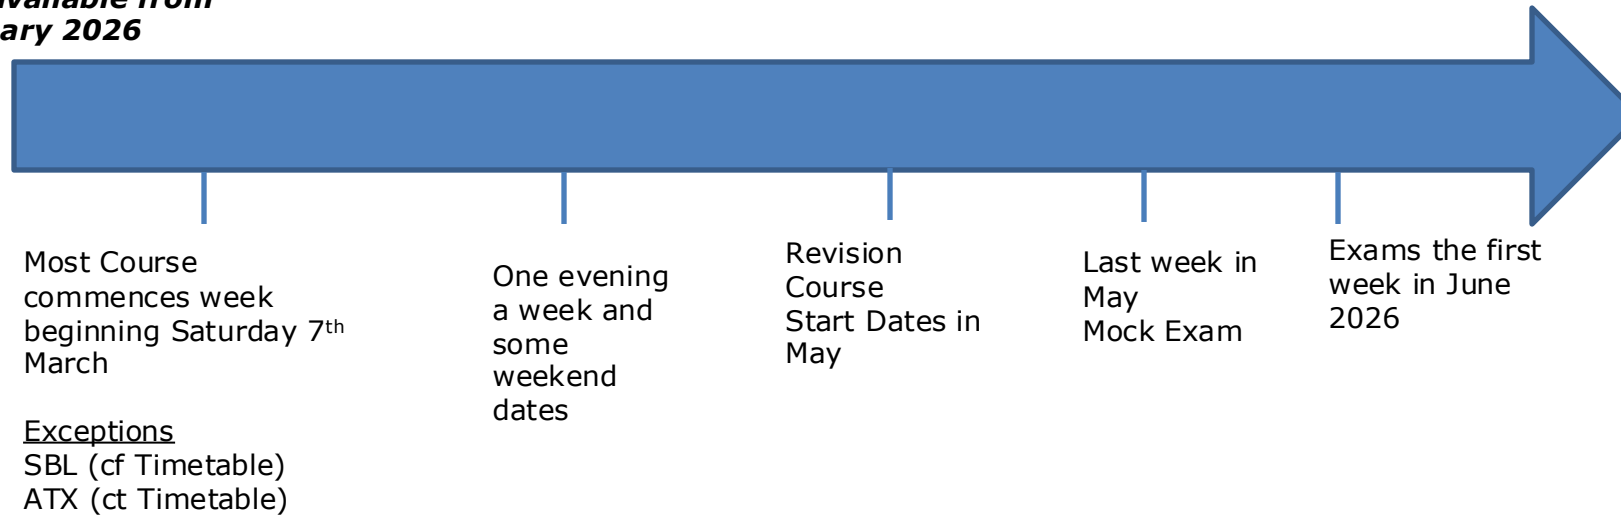 available from
ary 2026
Most Course
commences week
beginning Saturday 7th
March
Exceptions
SBL (cf Timetable)
ATX (ct Timetable)
One evening
a week and
some
weekend
dates
Revision
Course
Start Dates in
May
Last week in
May
Mock Exam
Exams the first
week in June
2026